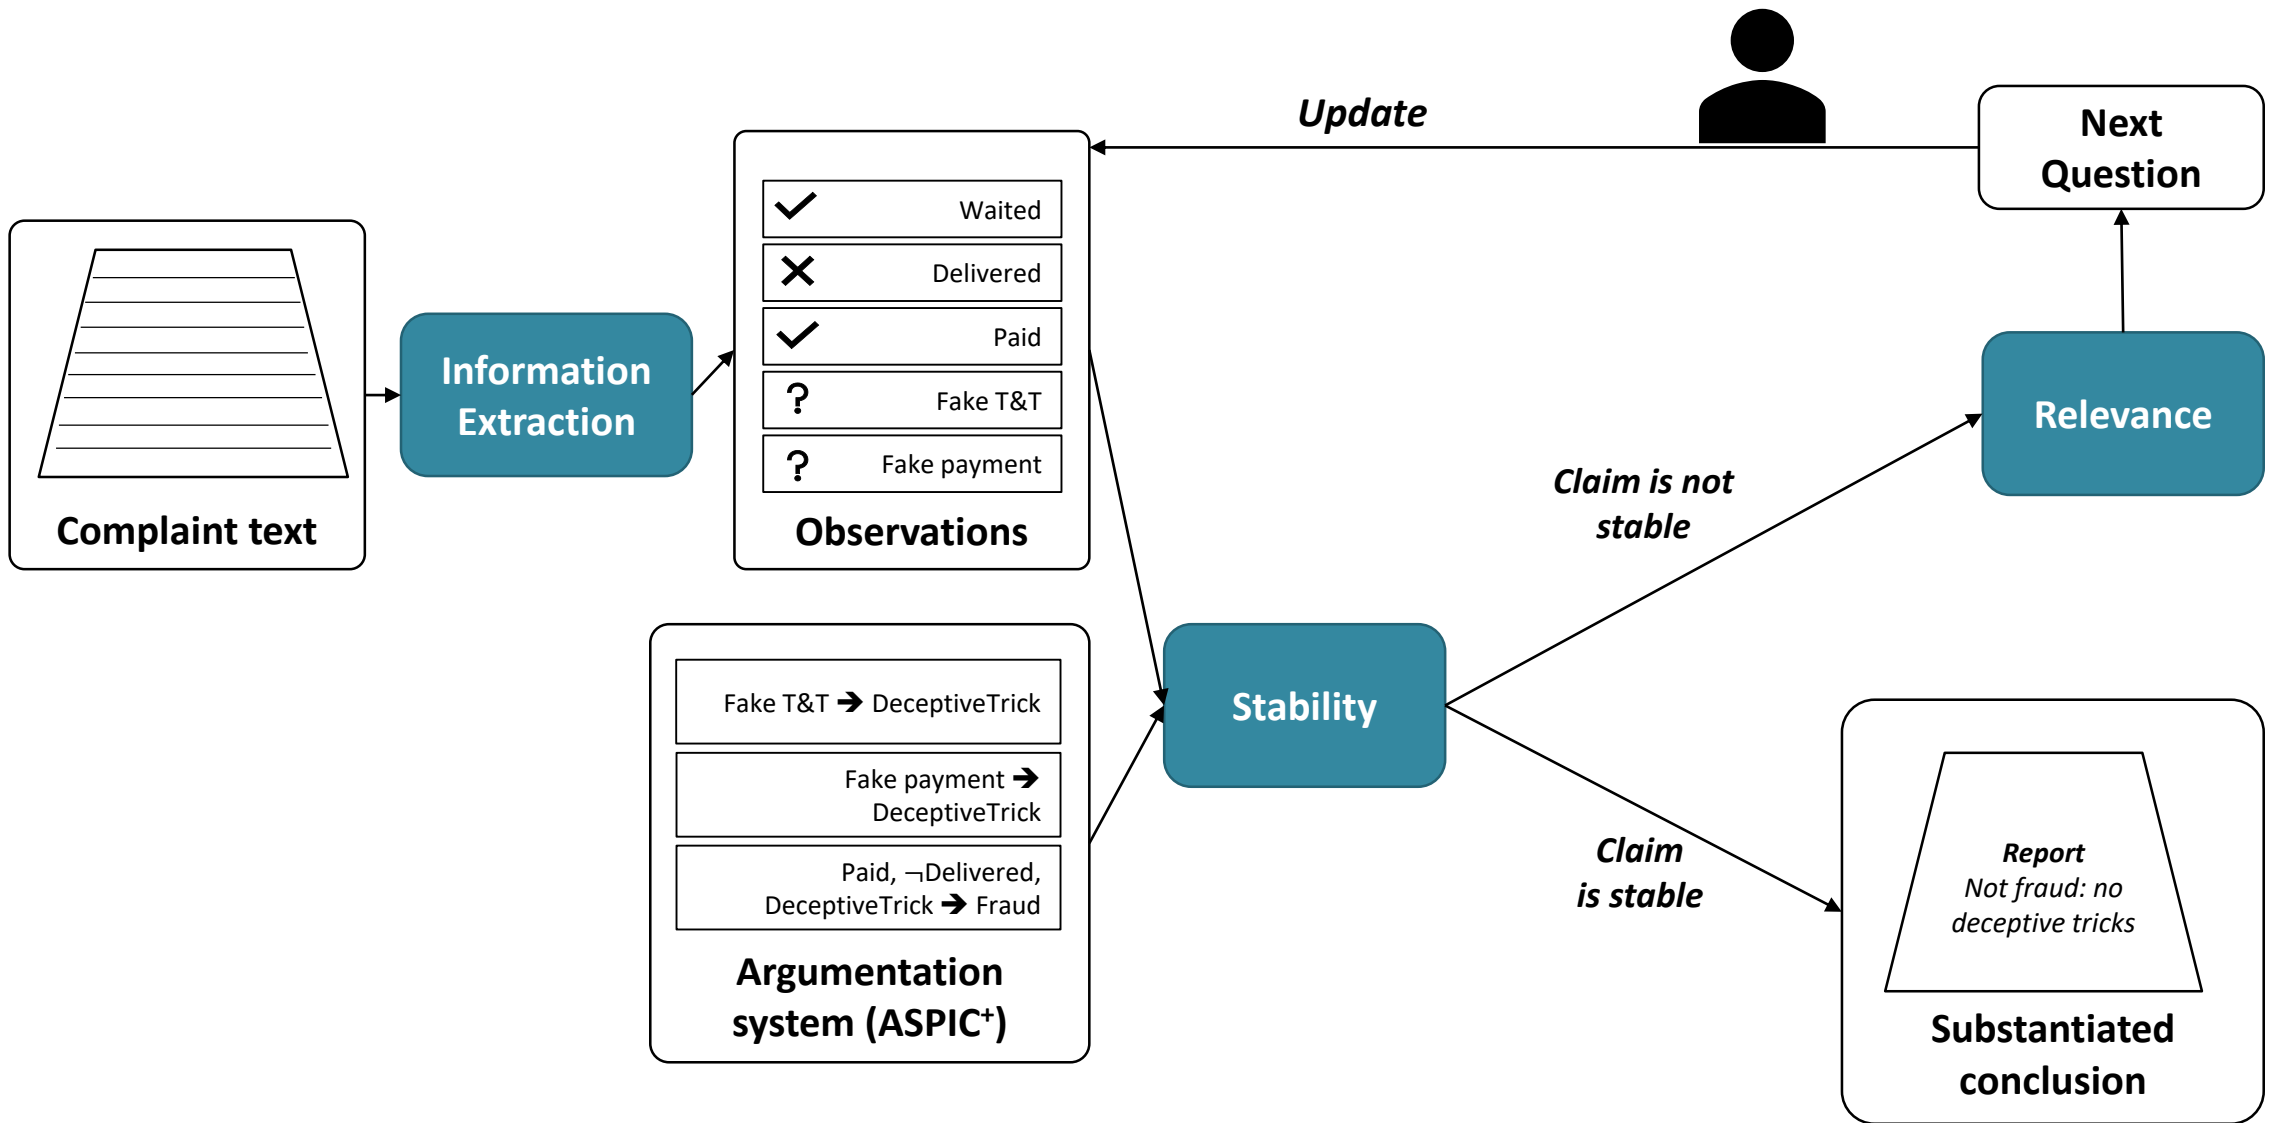 Complaint text
Information
Extraction
Waited
Delivered
Paid
? Fake T&T
? Fake payment
Observations
Fake T&T ➔ DeceptiveTrick
Fake payment ➔
DeceptiveTrick
Paid, ¬Delivered,
DeceptiveTrick ➔ Fraud
Argumentation
system (ASPIC⁺)
Stability
Update
Next
Question
Relevance
Claim is not
stable
Claim
is stable
Report
Not fraud: no
deceptive tricks
Substantiated
conclusion